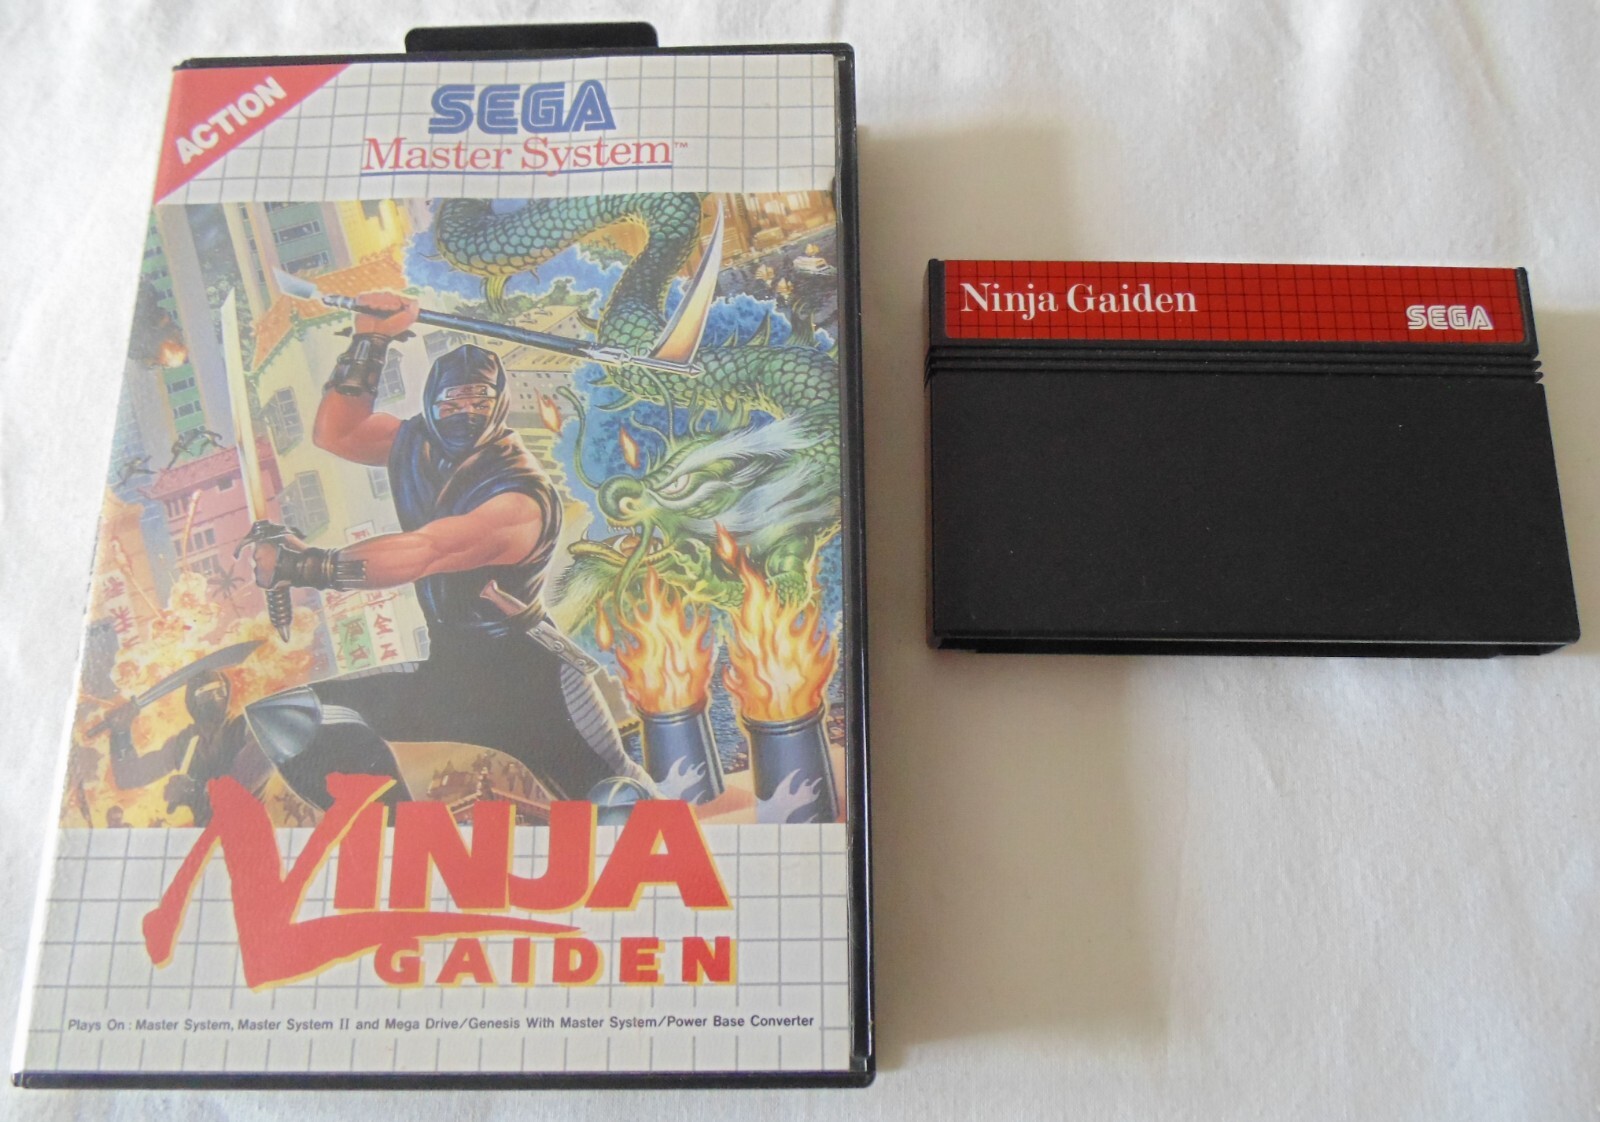 ACTION
SEGA
Master System™
NINJA
GAIDEN
Plays On : Master System, Master System II and Mega Drive/Genesis With Master System/Power Base Converter
Ninja Gaiden
SEGA